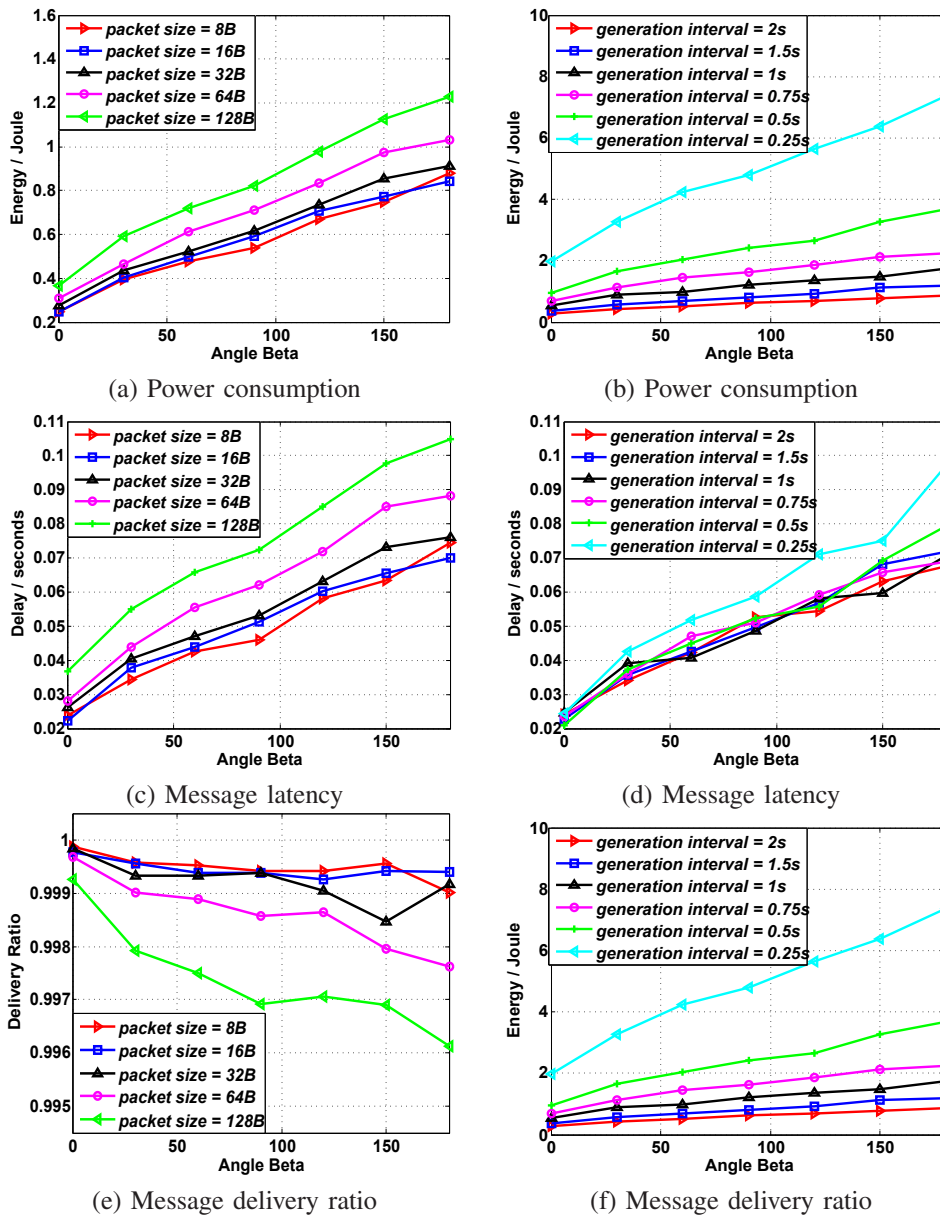 1.6
1.4
1.2
1
0.8
0.6
0.4
0.2
Energy / Joule
packet size = 8B
packet size = 16B
packet size = 32B
packet size = 64B
packet size = 128B
0 50 100 150
Angle Beta
(a) Power consumption
10
8
6
4
2
0
Energy / Joule
generation interval = 2s
generation interval = 1.5s
generation interval = 1s
generation interval = 0.75s
generation interval = 0.5s
generation interval = 0.25s
0 50 100 150
Angle Beta
(b) Power consumption
0.11
0.1
0.09
0.08
0.07
0.06
0.05
0.04
0.03
0.02
Delay / seconds
packet size = 8B
packet size = 16B
packet size = 32B
packet size = 64B
packet size = 128B
0 50 100 150
Angle Beta
(c) Message latency
0.11
0.1
0.09
0.08
0.07
0.06
0.05
0.04
0.03
0.02
Delay / seconds
generation interval = 2s
generation interval = 1.5s
generation interval = 1s
generation interval = 0.75s
generation interval = 0.5s
generation interval = 0.25s
0 50 100 150
Angle Beta
(d) Message latency
1
0.999
0.998
0.997
0.996
0.995
Delivery Ratio
packet size = 8B
packet size = 16B
packet size = 32B
packet size = 64B
packet size = 128B
0 50 100 150
Angle Beta
(e) Message delivery ratio
10
8
6
4
2
0
Energy / Joule
generation interval = 2s
generation interval = 1.5s
generation interval = 1s
generation interval = 0.75s
generation interval = 0.5s
generation interval = 0.25s
0 50 100 150
Angle Beta
(f) Message delivery ratio